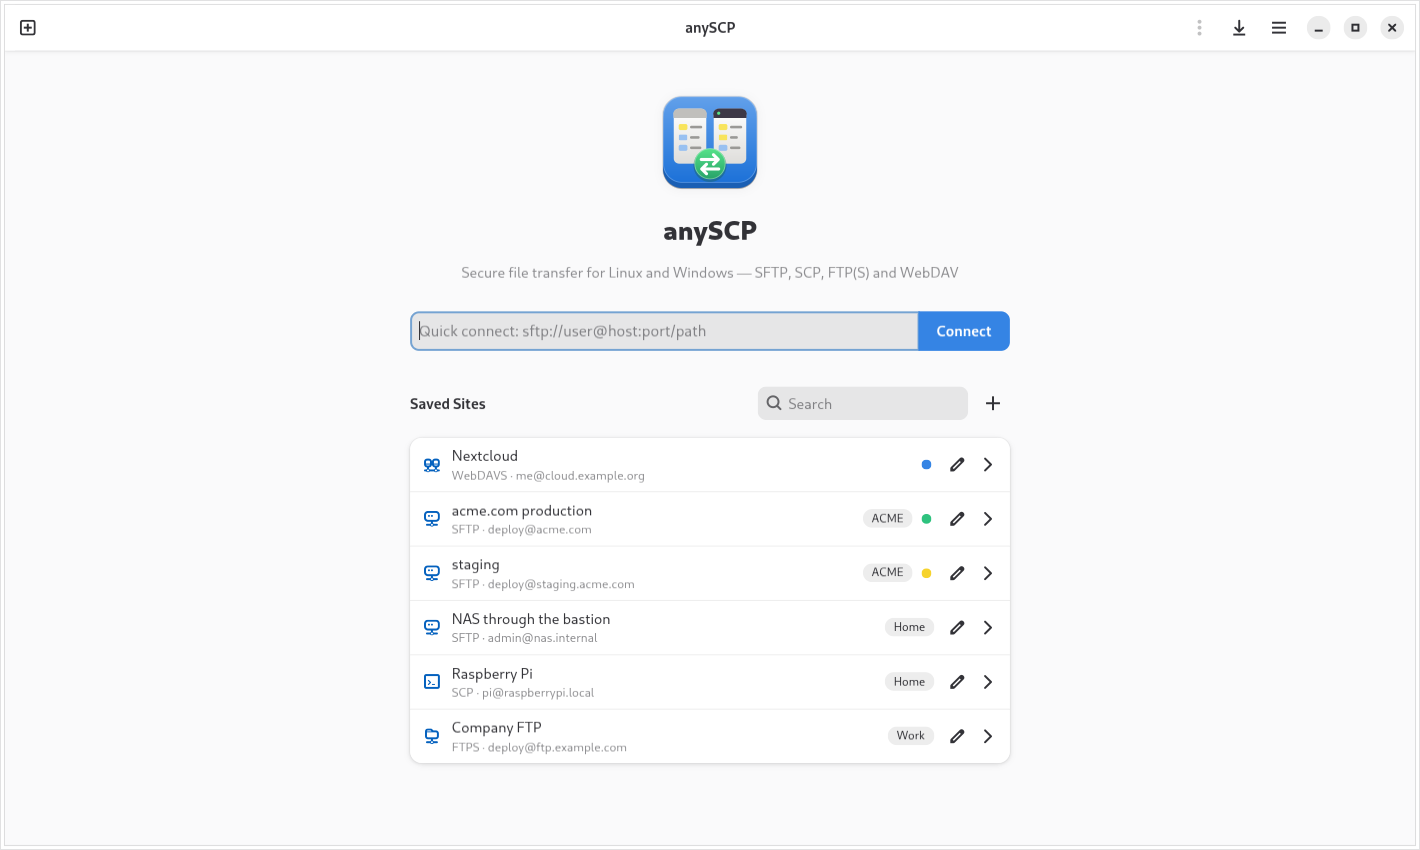 anySCP
anySCP
Secure file transfer for Linux and Windows — SFTP, SCP, FTP(S) and WebDAV
Quick connect: sftp://user@host:port/path
Connect
Saved Sites
Search
Nextcloud
WebDAVS · me@cloud.example.org
acme.com production
SFTP · deploy@acme.com
ACME
staging
SFTP · deploy@staging.acme.com
ACME
NAS through the bastion
SFTP · admin@nas.internal
Home
Raspberry Pi
SCP · pi@raspberrypi.local
Home
Company FTP
FTPS · deploy@ftp.example.com
Work